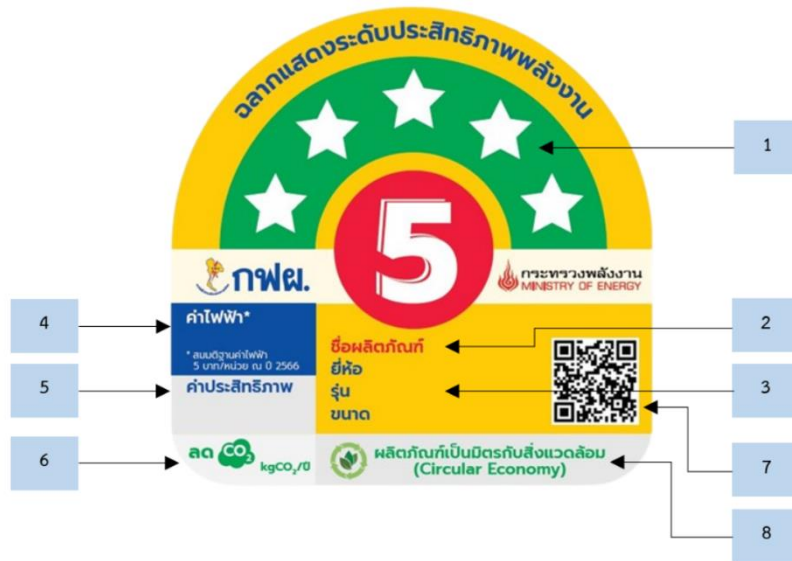 ฉลากแสดงระดับประสิทธิภาพพลังงาน
1
5
กฟผ.
กระทรวงพลังงาน
MINISTRY OF ENERGY
4
ค่าไฟฟ้า*
* สมมติฐานค่าไฟฟ้า
5 บาท/หน่วย ณ ปี 2566
ชื่อผลิตภัณฑ์
2
5
ค่าประสิทธิภาพ
ยี่ห้อ
รุ่น
ขนาด
3
6
ลด CO₂
kgCO₂/ปี
ผลิตภัณฑ์เป็นมิตรกับสิ่งแวดล้อม
(Circular Economy)
7
8